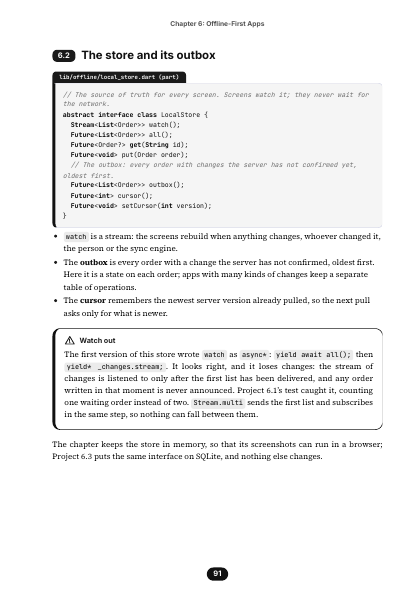 Chapter 6: Offline-First Apps
6.2 The store and its outbox
lib/offline/local_store.dart (part)
// The source of truth for every screen. Screens watch it; they never wait for
the network.
abstract interface class LocalStore {
Stream<List<Order>> watch();
Future<List<Order>> all();
Future<Order?> get(String id);
Future<void> put(Order order);
// The outbox: every order with changes the server has not confirmed yet,
oldest first.
Future<List<Order>> outbox();
Future<int> cursor();
Future<void> setCursor(int version);
}
• watch is a stream: the screens rebuild when anything changes, whoever changed it,
the person or the sync engine.
• The outbox is every order with a change the server has not confirmed, oldest first.
Here it is a state on each order; apps with many kinds of changes keep a separate
table of operations.
• The cursor remembers the newest server version already pulled, so the next pull
asks only for what is newer.
Watch out
The first version of this store wrote watch as async*: yield await all(); then
yield* _changes.stream;. It looks right, and it loses changes: the stream of
changes is listened to only after the first list has been delivered, and any order
written in that moment is never announced. Project 6.1's test caught it, counting
one waiting order instead of two. Stream.multi sends the first list and subscribes
in the same step, so nothing can fall between them.
The chapter keeps the store in memory, so that its screenshots can run in a browser;
Project 6.3 puts the same interface on SQLite, and nothing else changes.
91